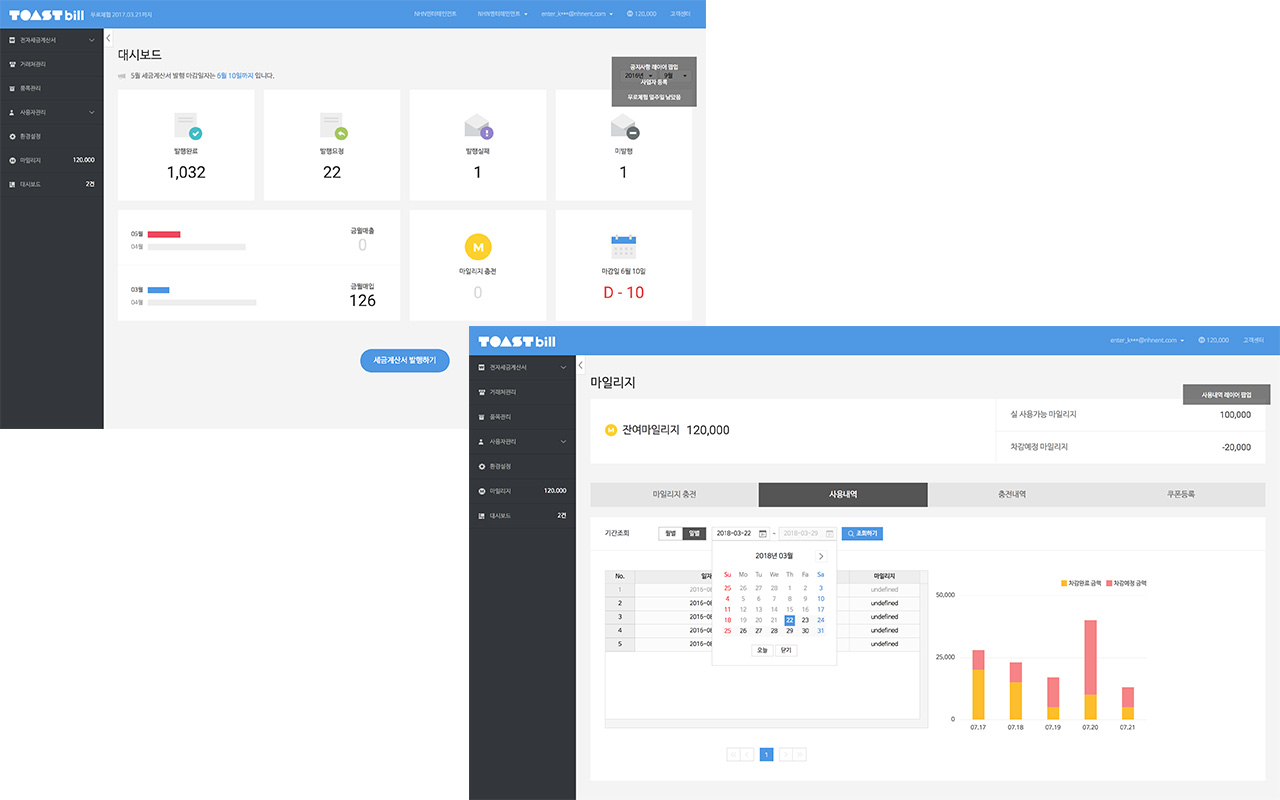 TOAST bill 무료체험 2017.03.21까지
NHN엔터테인먼트
NHN엔터테인먼트
enter_k***@nhnent.com
120,000
고객센터
전자세금계산서
거래처관리
품목관리
사용자관리
환경설정
마일리지 120,000
대시보드 2건
대시보드
5월 세금계산서 발행 마감일자는 6월 10일까지 입니다.
공지사항 레이어 팝업
2016년 9월
사업자 등록
무료체험 일주일 남았음
발행완료
1,032
발행요청
22
발행실패
1
미발행
1
05월
04월
금월매출
0
03월
04월
금월매입
126
M
마일리지 충전
0
마감일 6월 10일
D - 10
세금계산서 발행하기
TOAST bill
enter_k***@nhnent.com
120,000
고객센터
전자세금계산서
거래처관리
품목관리
사용자관리
환경설정
마일리지 120,000
대시보드 2건
마일리지
사용내역 레이어 팝업
M 잔여마일리지 120,000
실 사용가능 마일리지 100,000
차감예정 마일리지 -20,000
마일리지 충전
사용내역
충전내역
쿠폰등록
기간조회
월별 일별
2018-03-22 - 2018-03-29
조회하기
2018년 03월
Su Mo Tu We Th Fa Sa
25 26 27 28 1 2 3
4 5 6 7 8 9 10
11 12 13 14 15 16 17
18 19 20 21 22 23 24
25 26 27 28 29 30 31
오늘 닫기
No. 일자 마일리지
1 2016-08 undefined
2 2016-08 undefined
3 2016-08 undefined
4 2016-08 undefined
5 2016-08 undefined
1
차감완료 금액 차감예정 금액
50,000
25,000
0
07.17 07.18 07.19 07.20 07.21